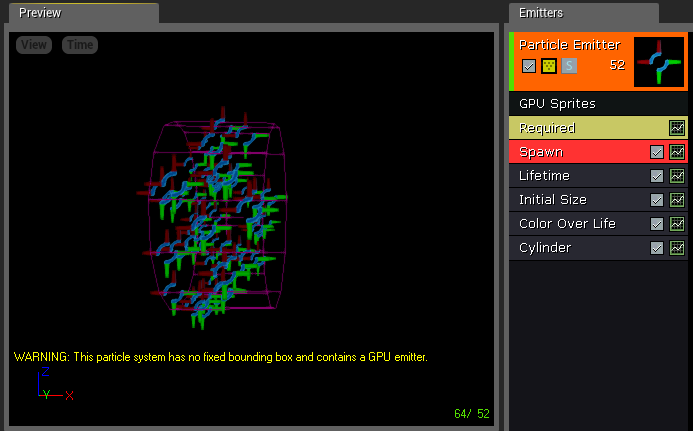 Preview
View
Time
WARNING: This particle system has no fixed bounding box and contains a GPU emitter.
Z
Y
X
64/ 52
Emitters
Particle Emitter
S
52
GPU Sprites
Required
Spawn
Lifetime
Initial Size
Color Over Life
Cylinder